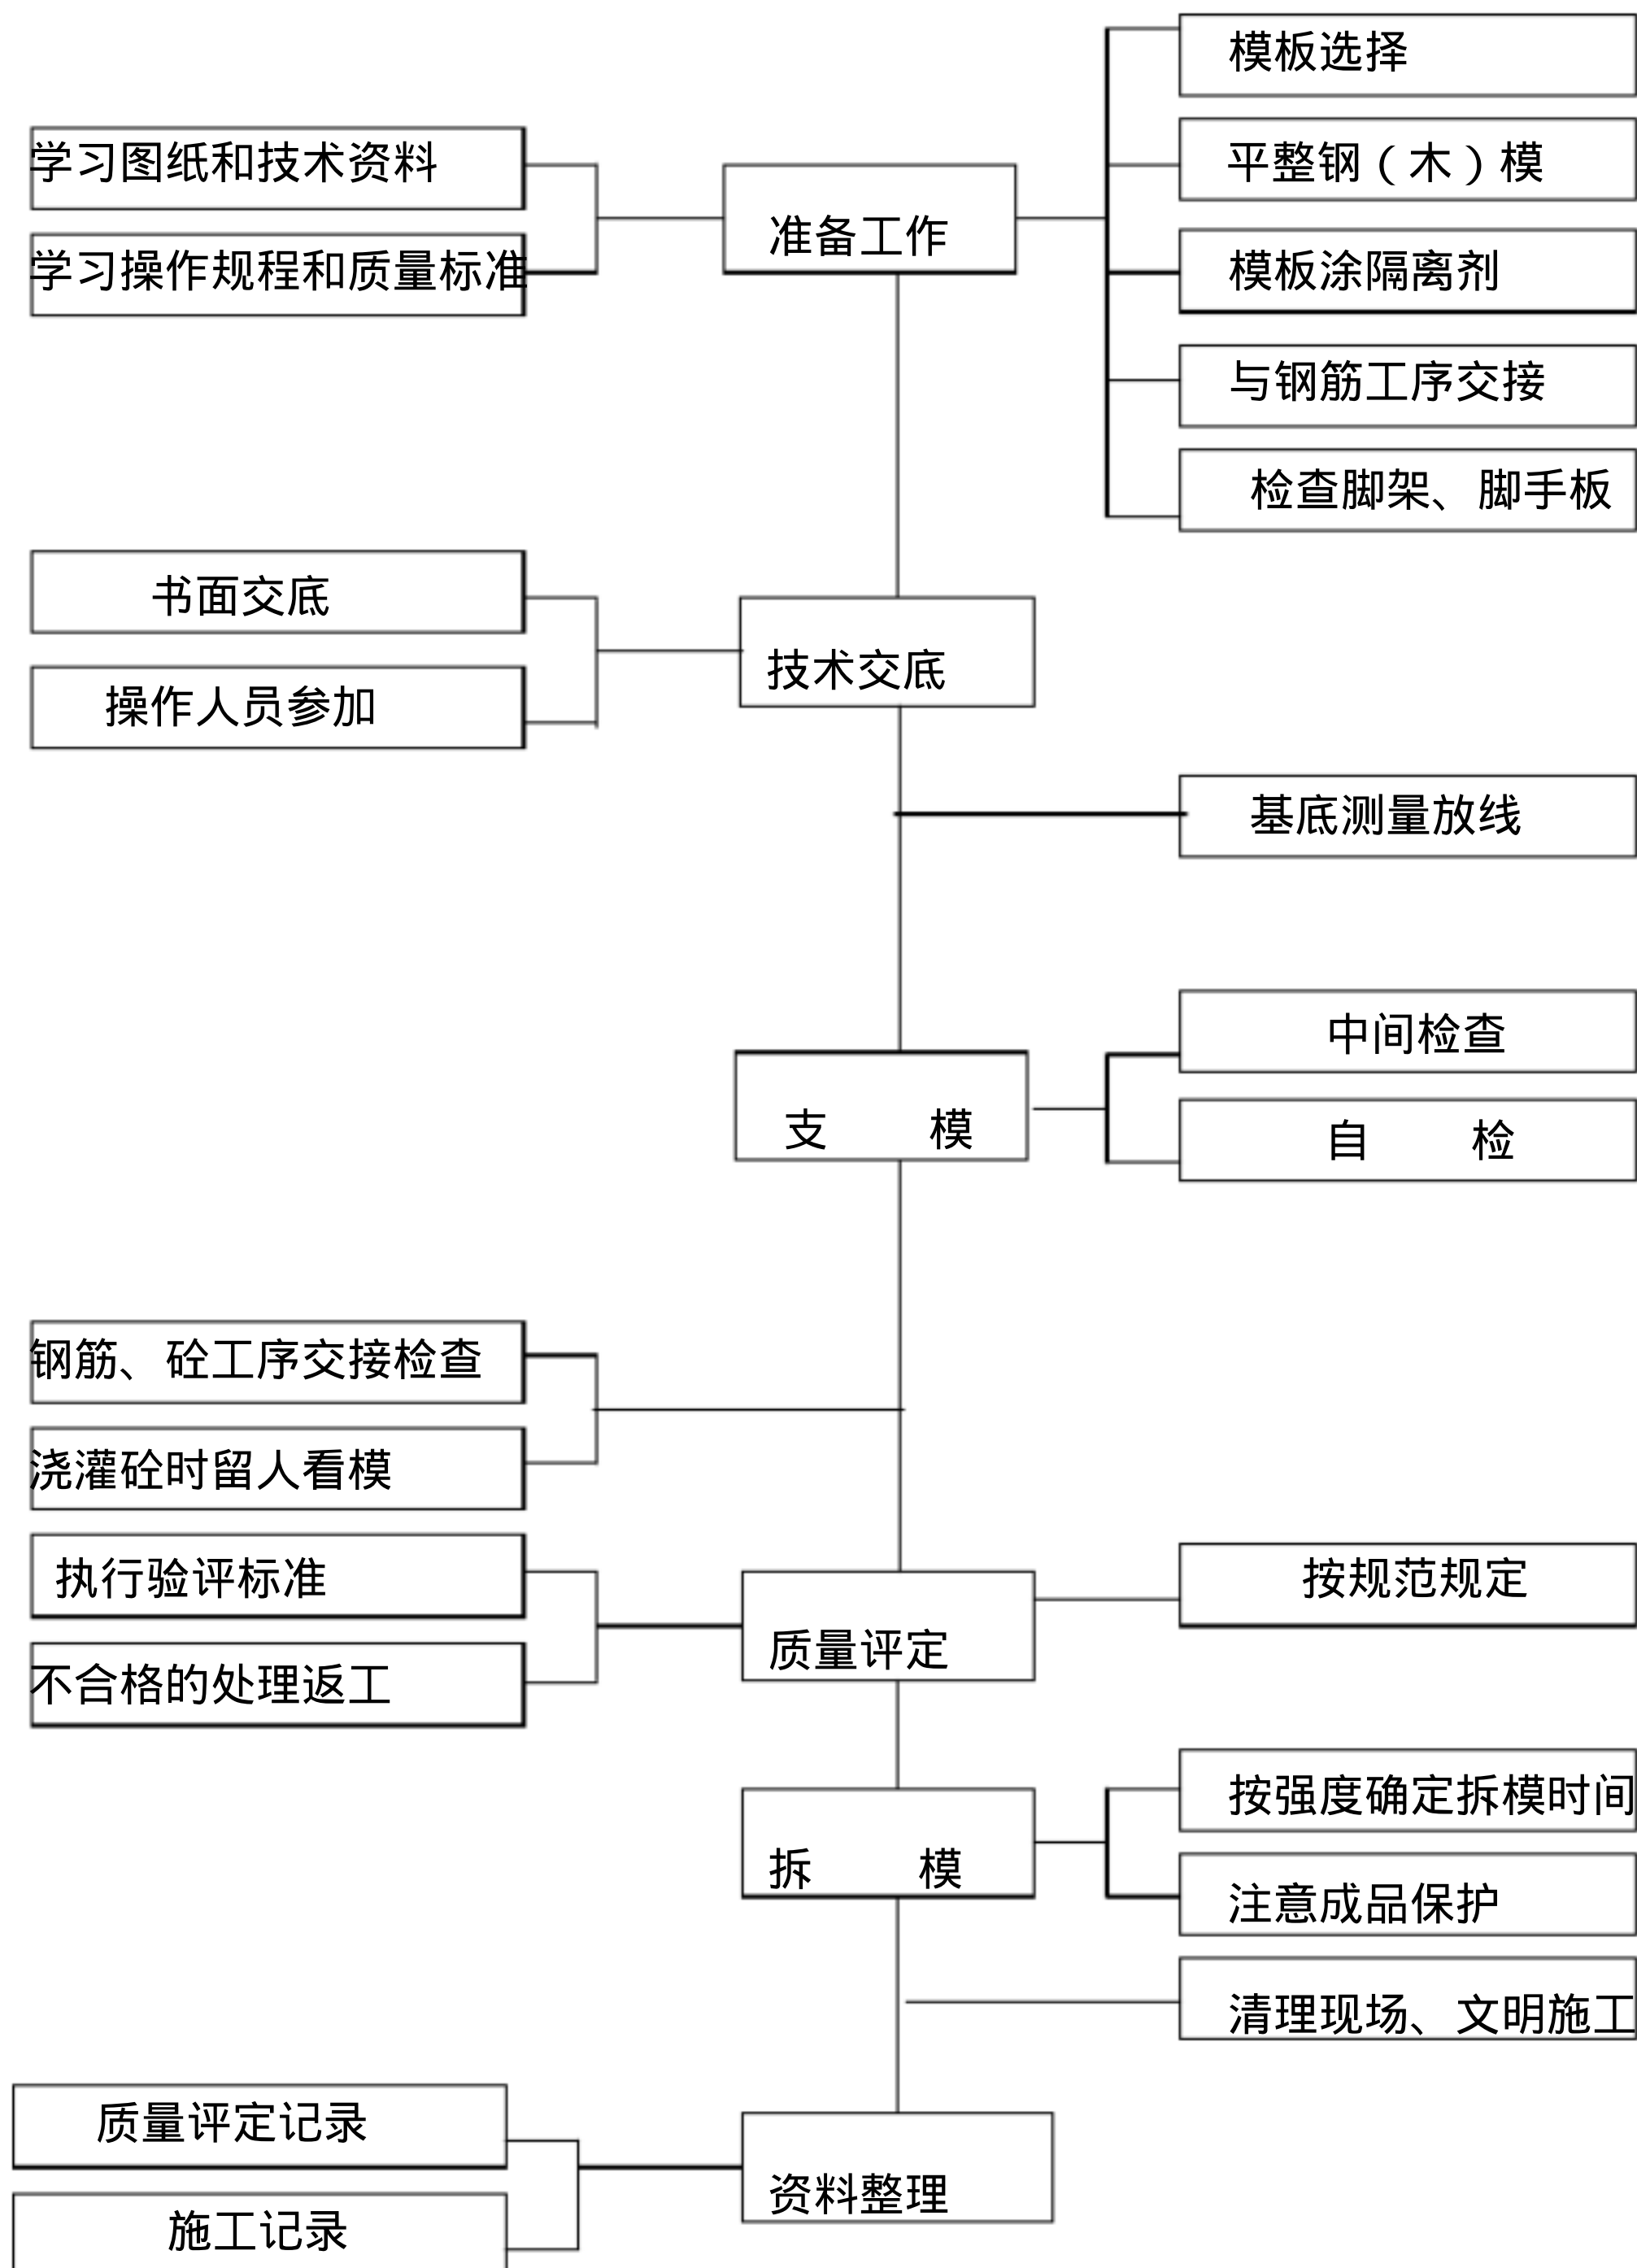 模板选择
学习图纸和技术资料
平整钢（木）模
准备工作
学习操作规程和质量标准
模板涂隔离剂
与钢筋工序交接
检查脚架、脚手板
书面交底
技术交底
操作人员参加
基底测量放线
中间检查
支 模
自 检
钢筋、砼工序交接检查
浇灌砼时留人看模
执行验评标准
按规范规定
质量评定
不合格的处理返工
按强度确定拆模时间
拆 模
注意成品保护
清理现场、文明施工
质量评定记录
资料整理
施工记录